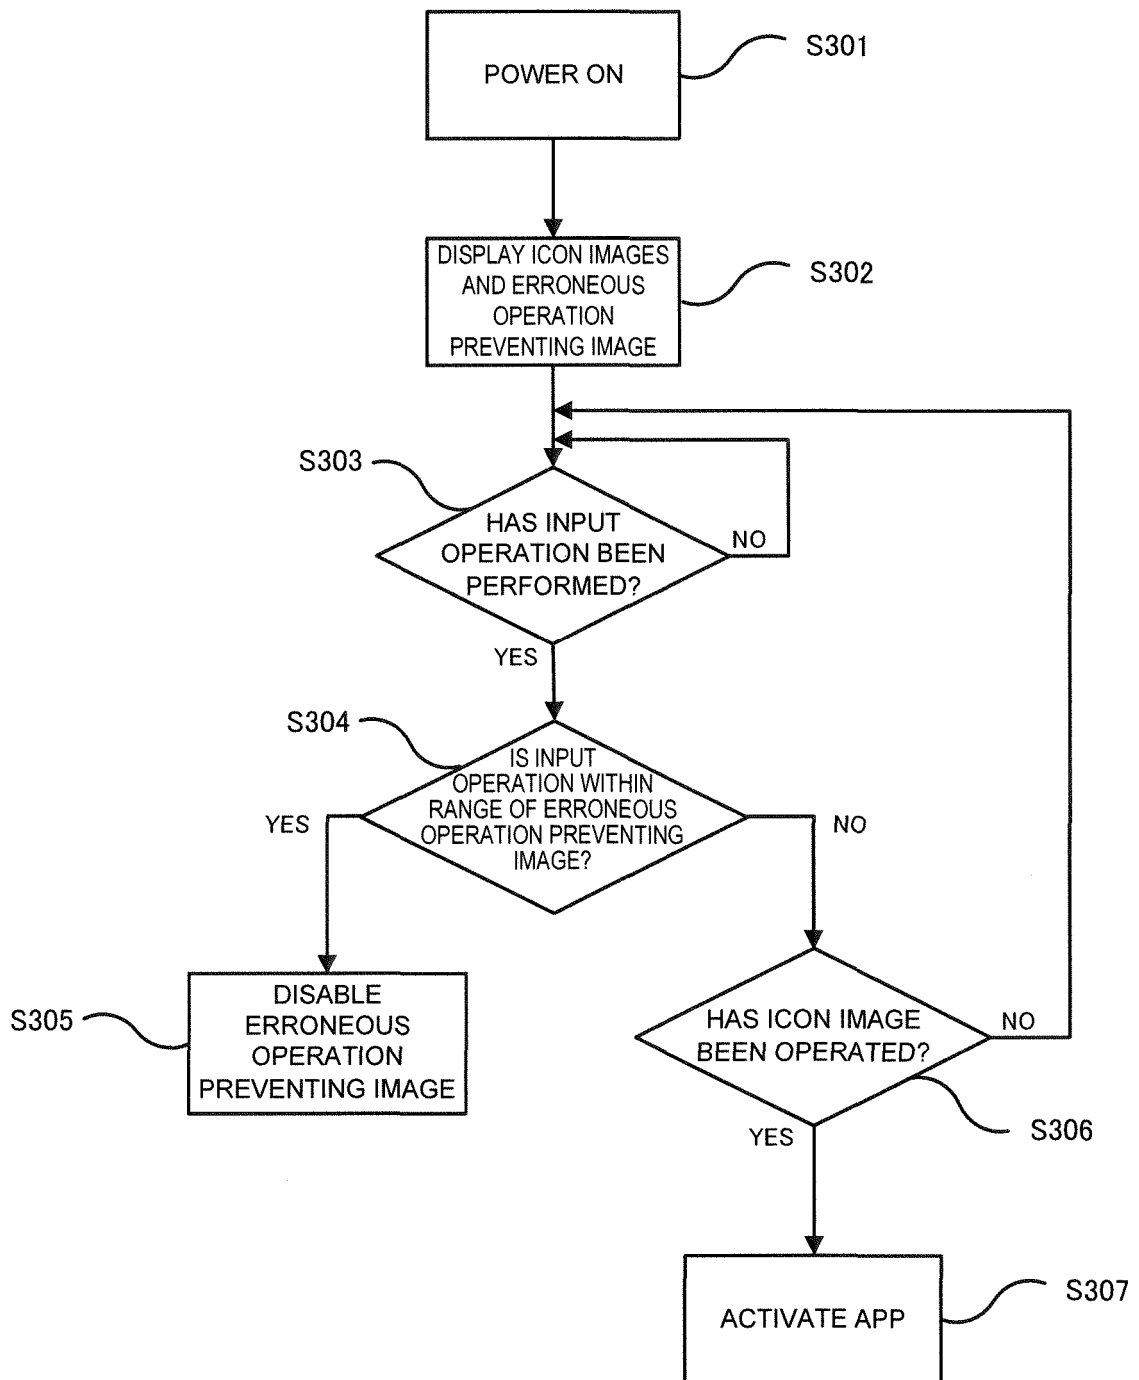 POWER ON
S301
DISPLAY ICON IMAGES
AND ERRONEOUS
OPERATION
PREVENTING IMAGE
S302
S303
HAS INPUT
OPERATION BEEN
PERFORMED?
NO
YES
S304
IS INPUT
OPERATION WITHIN
RANGE OF ERRONEOUS
OPERATION PREVENTING
IMAGE?
YES
NO
S305
DISABLE
ERRONEOUS
OPERATION
PREVENTING IMAGE
HAS ICON IMAGE
BEEN OPERATED?
NO
S306
YES
ACTIVATE APP
S307